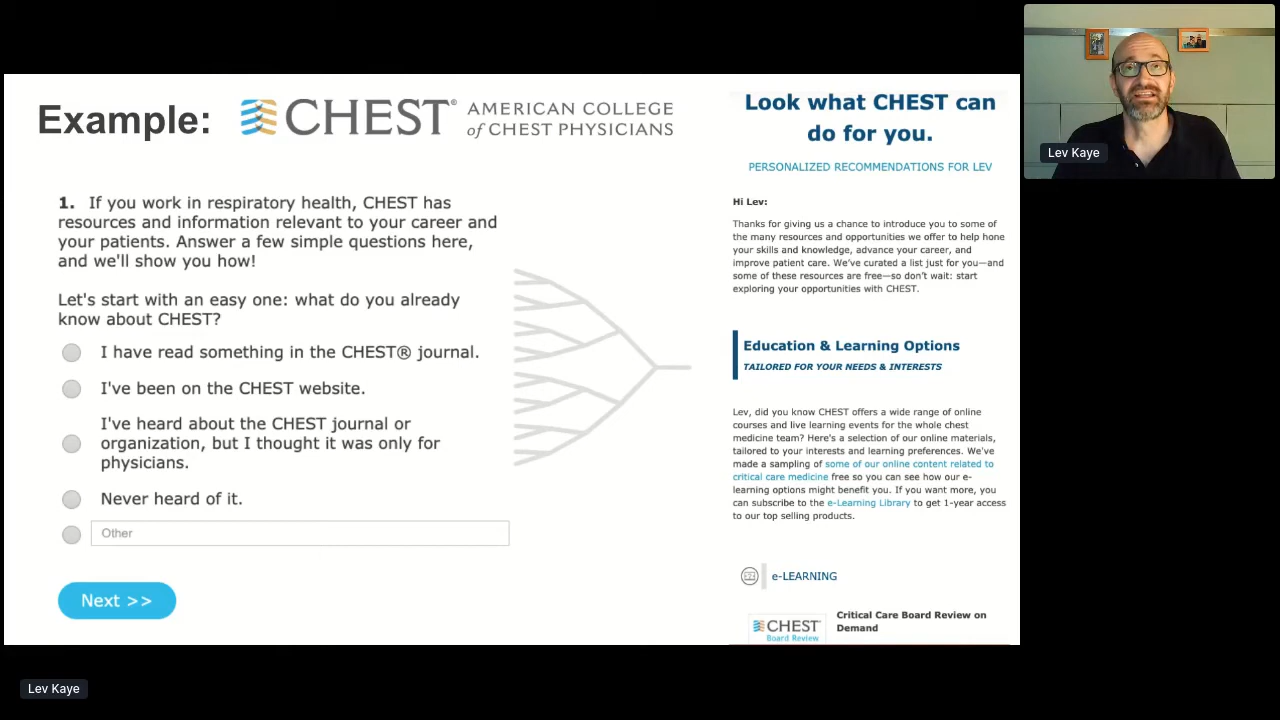 Example:
CHEST® AMERICAN COLLEGE
of CHEST PHYSICIANS
1. If you work in respiratory health, CHEST has
resources and information relevant to your career and
your patients. Answer a few simple questions here,
and we'll show you how!
Let's start with an easy one: what do you already
know about CHEST?
I have read something in the CHEST® journal.
I've been on the CHEST website.
I've heard about the CHEST journal or
organization, but I thought it was only for
physicians.
Never heard of it.
Other
Next >>
Look what CHEST can
do for you.
PERSONALIZED RECOMMENDATIONS FOR LEV
Hi Lev:
Thanks for giving us a chance to introduce you to some of
the many resources and opportunities we offer to help hone
your skills and knowledge, advance your career, and
improve patient care. We've curated a list just for you—and
some of these resources are free—so don't wait: start
exploring your opportunities with CHEST.
Education & Learning Options
TAILORED FOR YOUR NEEDS & INTERESTS
Lev, did you know CHEST offers a wide range of online
courses and live learning events for the whole chest
medicine team? Here's a selection of our online materials,
tailored to your interests and learning preferences. We've
made a sampling of some of our online content related to
critical care medicine free so you can see how our e-
learning options might benefit you. If you want more, you
can subscribe to the e-Learning Library to get 1-year access
to our top selling products.
e-LEARNING
CHEST
Board Review
Critical Care Board Review on
Demand
Lev Kaye
Lev Kaye